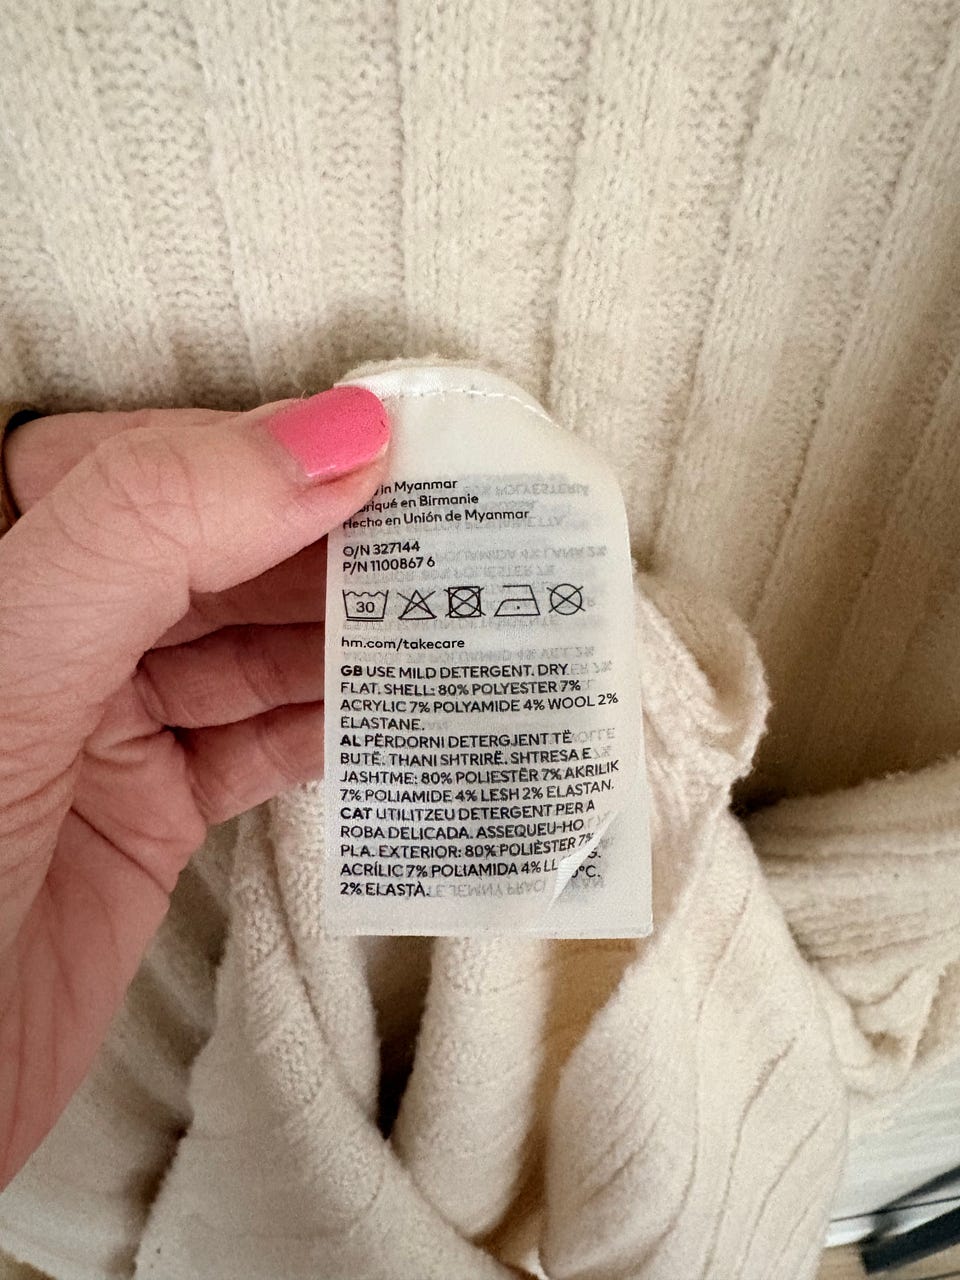 in Myanmar
en Birmanie
Hecho en Unión de Myanmar
O/N 327144
P/N 1100867 6
30
hm.com/takecare
GB USE MILD DETERGENT. DRY
FLAT. SHELL: 80% POLYESTER 7%
ACRYLIC 7% POLYAMIDE 4% WOOL 2%
ELASTANE.
AL PËRDORNI DETERGJENT TË
BUTË. THANI SHTRIRË. SHTRESA E
JASHTME: 80% POLIESTËR 7% AKRILIK
7% POLIAMIDE 4% LESH 2% ELASTAN.
CAT UTILITZEU DETERGENT PER A
ROBA DELICADA. ASSEQUEU-HO
PLA. EXTERIOR: 80% POLIÈSTER 7%
ACRÍLIC 7% POLIAMIDA 4%
2% ELASTÀ.